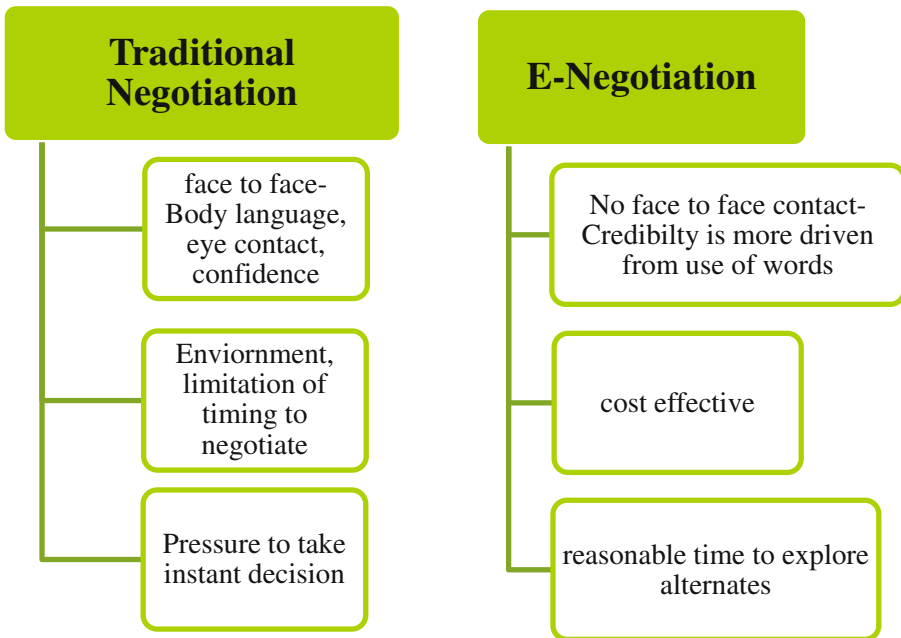 Traditional
Negotiation
face to face-
Body language,
eye contact,
confidence
Enviornment,
limitation of
timing to
negotiate
Pressure to take
instant decision
E-Negotiation
No face to face contact-
Credibilty is more driven
from use of words
cost effective
reasonable time to explore
alternates